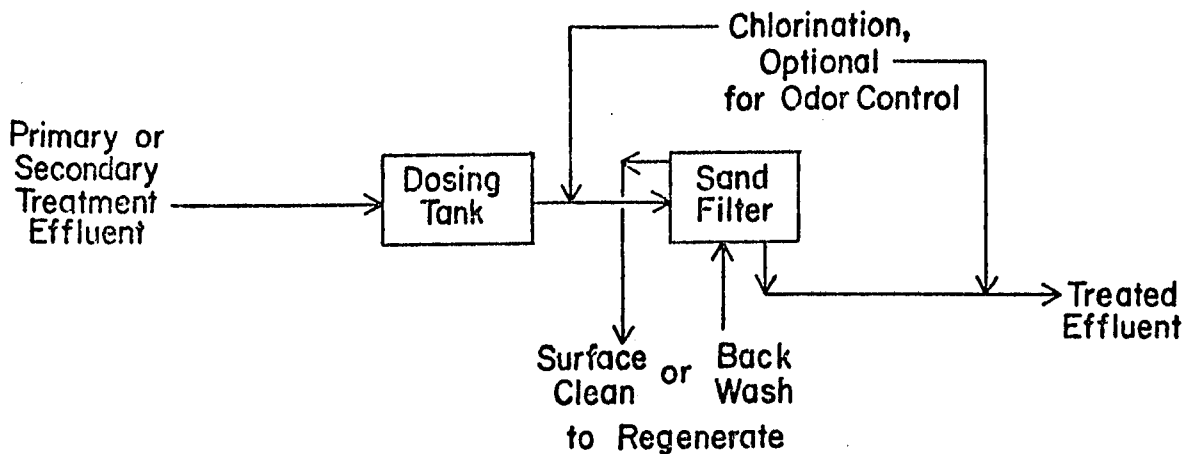 Chlorination,
Optional
for Odor Control
Primary or
Secondary
Treatment
Effluent
Dosing
Tank
Sand
Filter
Treated
Effluent
Surface
Clean
or
Back
Wash
to Regenerate